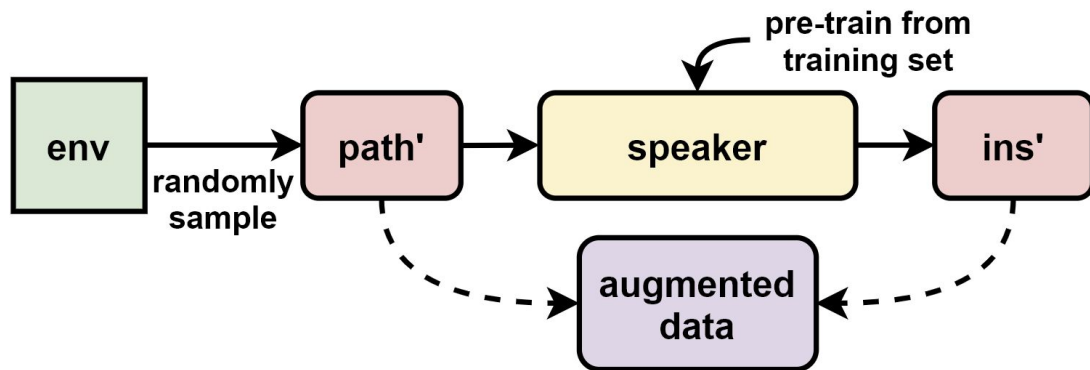 pre-train from
training set
env
randomly
sample
path'
speaker
ins'
augmented
data